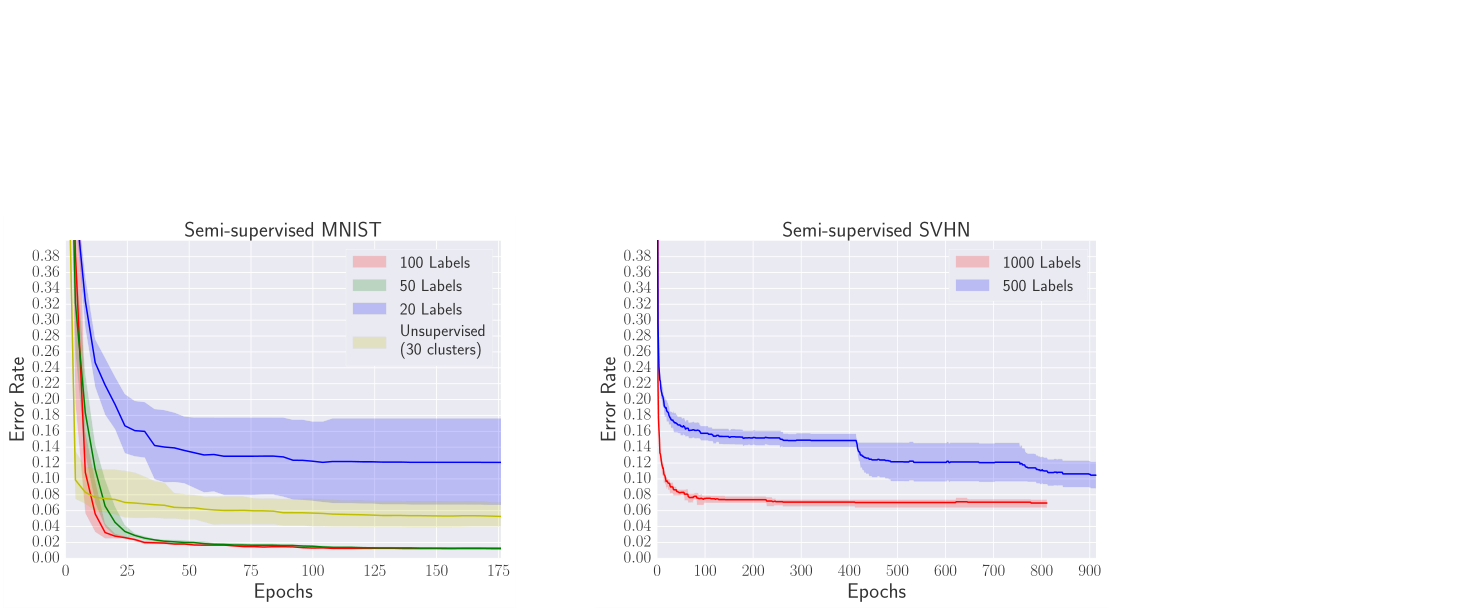 Semi-supervised MNIST
Error Rate
0.38
0.36
0.34
0.32
0.30
0.28
0.26
0.24
0.22
0.20
0.18
0.16
0.14
0.12
0.10
0.08
0.06
0.04
0.02
0.00
100 Labels
50 Labels
20 Labels
Unsupervised
(30 clusters)
0 25 50 75 100 125 150 175
Epochs
Semi-supervised SVHN
Error Rate
0.38
0.36
0.34
0.32
0.30
0.28
0.26
0.24
0.22
0.20
0.18
0.16
0.14
0.12
0.10
0.08
0.06
0.04
0.02
0.00
1000 Labels
500 Labels
0 100 200 300 400 500 600 700 800 900
Epochs